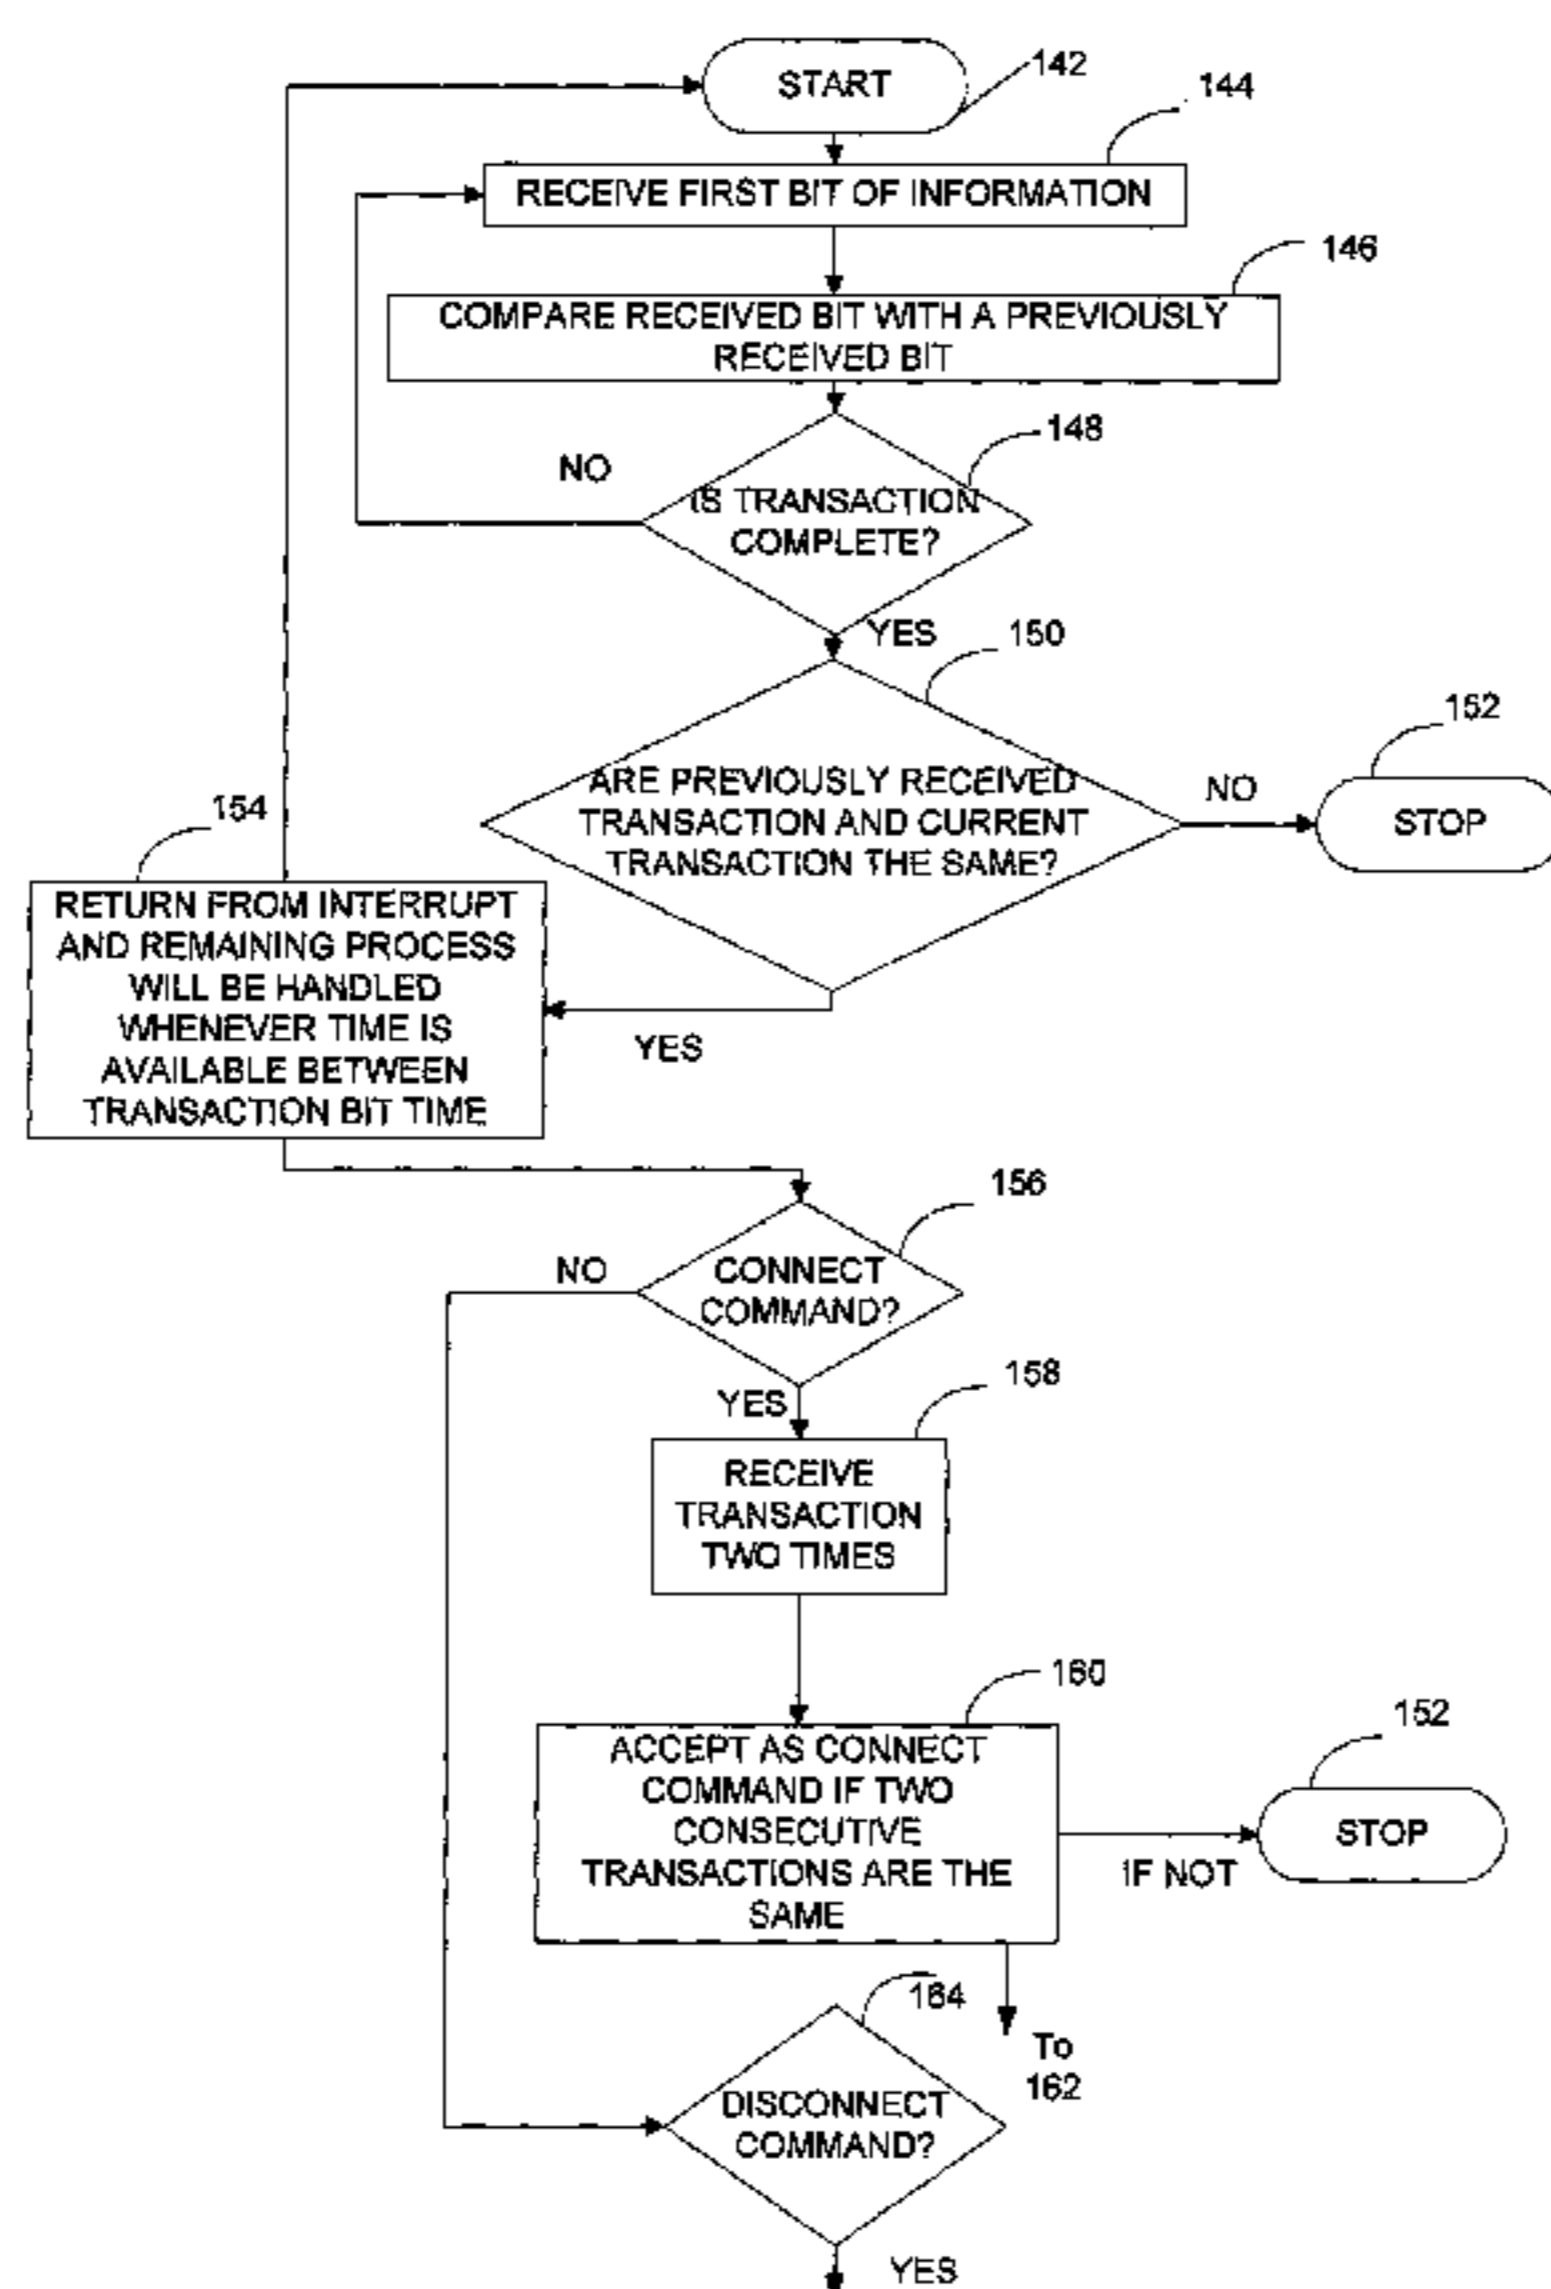 START
142
144
RECEIVE FIRST BIT OF INFORMATION
146
COMPARE RECEIVED BIT WITH A PREVIOUSLY
RECEIVED BIT
148
NO
IS TRANSACTION
COMPLETE?
YES
150
152
ARE PREVIOUSLY RECEIVED
TRANSACTION AND CURRENT
TRANSACTION THE SAME?
NO
STOP
154
RETURN FROM INTERRUPT
AND REMAINING PROCESS
WILL BE HANDLED
WHENEVER TIME IS
AVAILABLE BETWEEN
TRANSACTION BIT TIME
YES
156
NO
CONNECT
COMMAND?
158
YES
RECEIVE
TRANSACTION
TWO TIMES
160
152
ACCEPT AS CONNECT
COMMAND IF TWO
CONSECUTIVE
TRANSACTIONS ARE THE
SAME
STOP
IF NOT
164
To
162
DISCONNECT
COMMAND?
YES